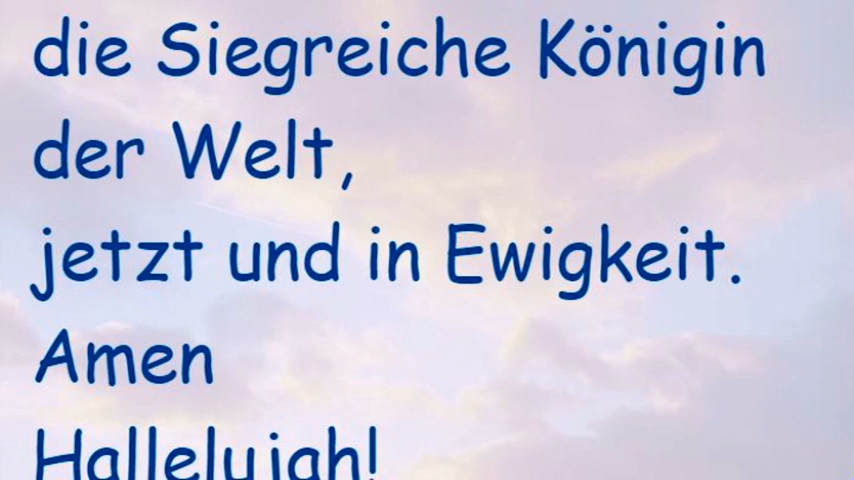 die Siegreiche Königin
der Welt,
jetzt und in Ewigkeit.
Amen
Hallelujah!